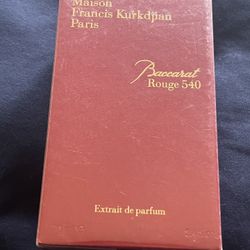 Maison
Francis Kurkdjian
Paris
Baccarat
Rouge 540
Extrait de parfum